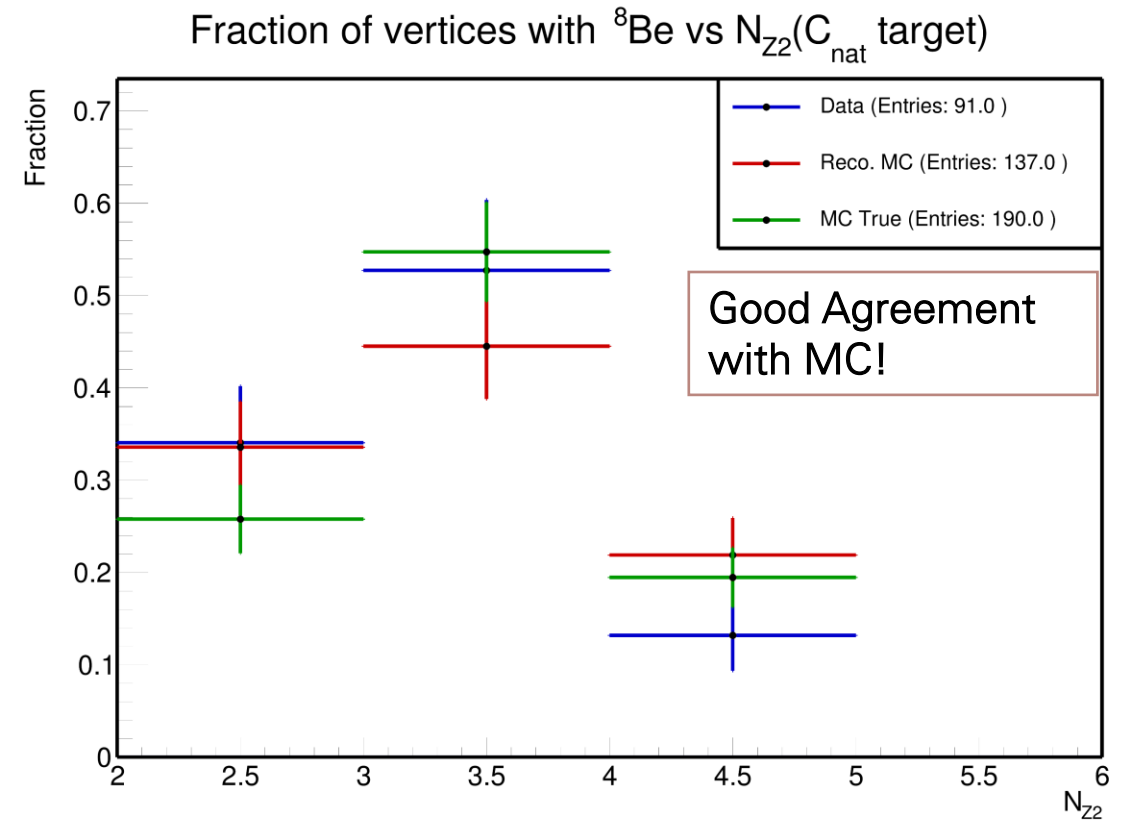 Fraction of vertices with ⁸Be vs N_Z2(C_nat target)
Fraction
0.7
0.6
0.5
0.4
0.3
0.2
0.1
0
2 2.5 3 3.5 4 4.5 5 5.5 6
N_Z2
Data (Entries: 91.0 )
Reco. MC (Entries: 137.0 )
MC True (Entries: 190.0 )
Good Agreement
with MC!